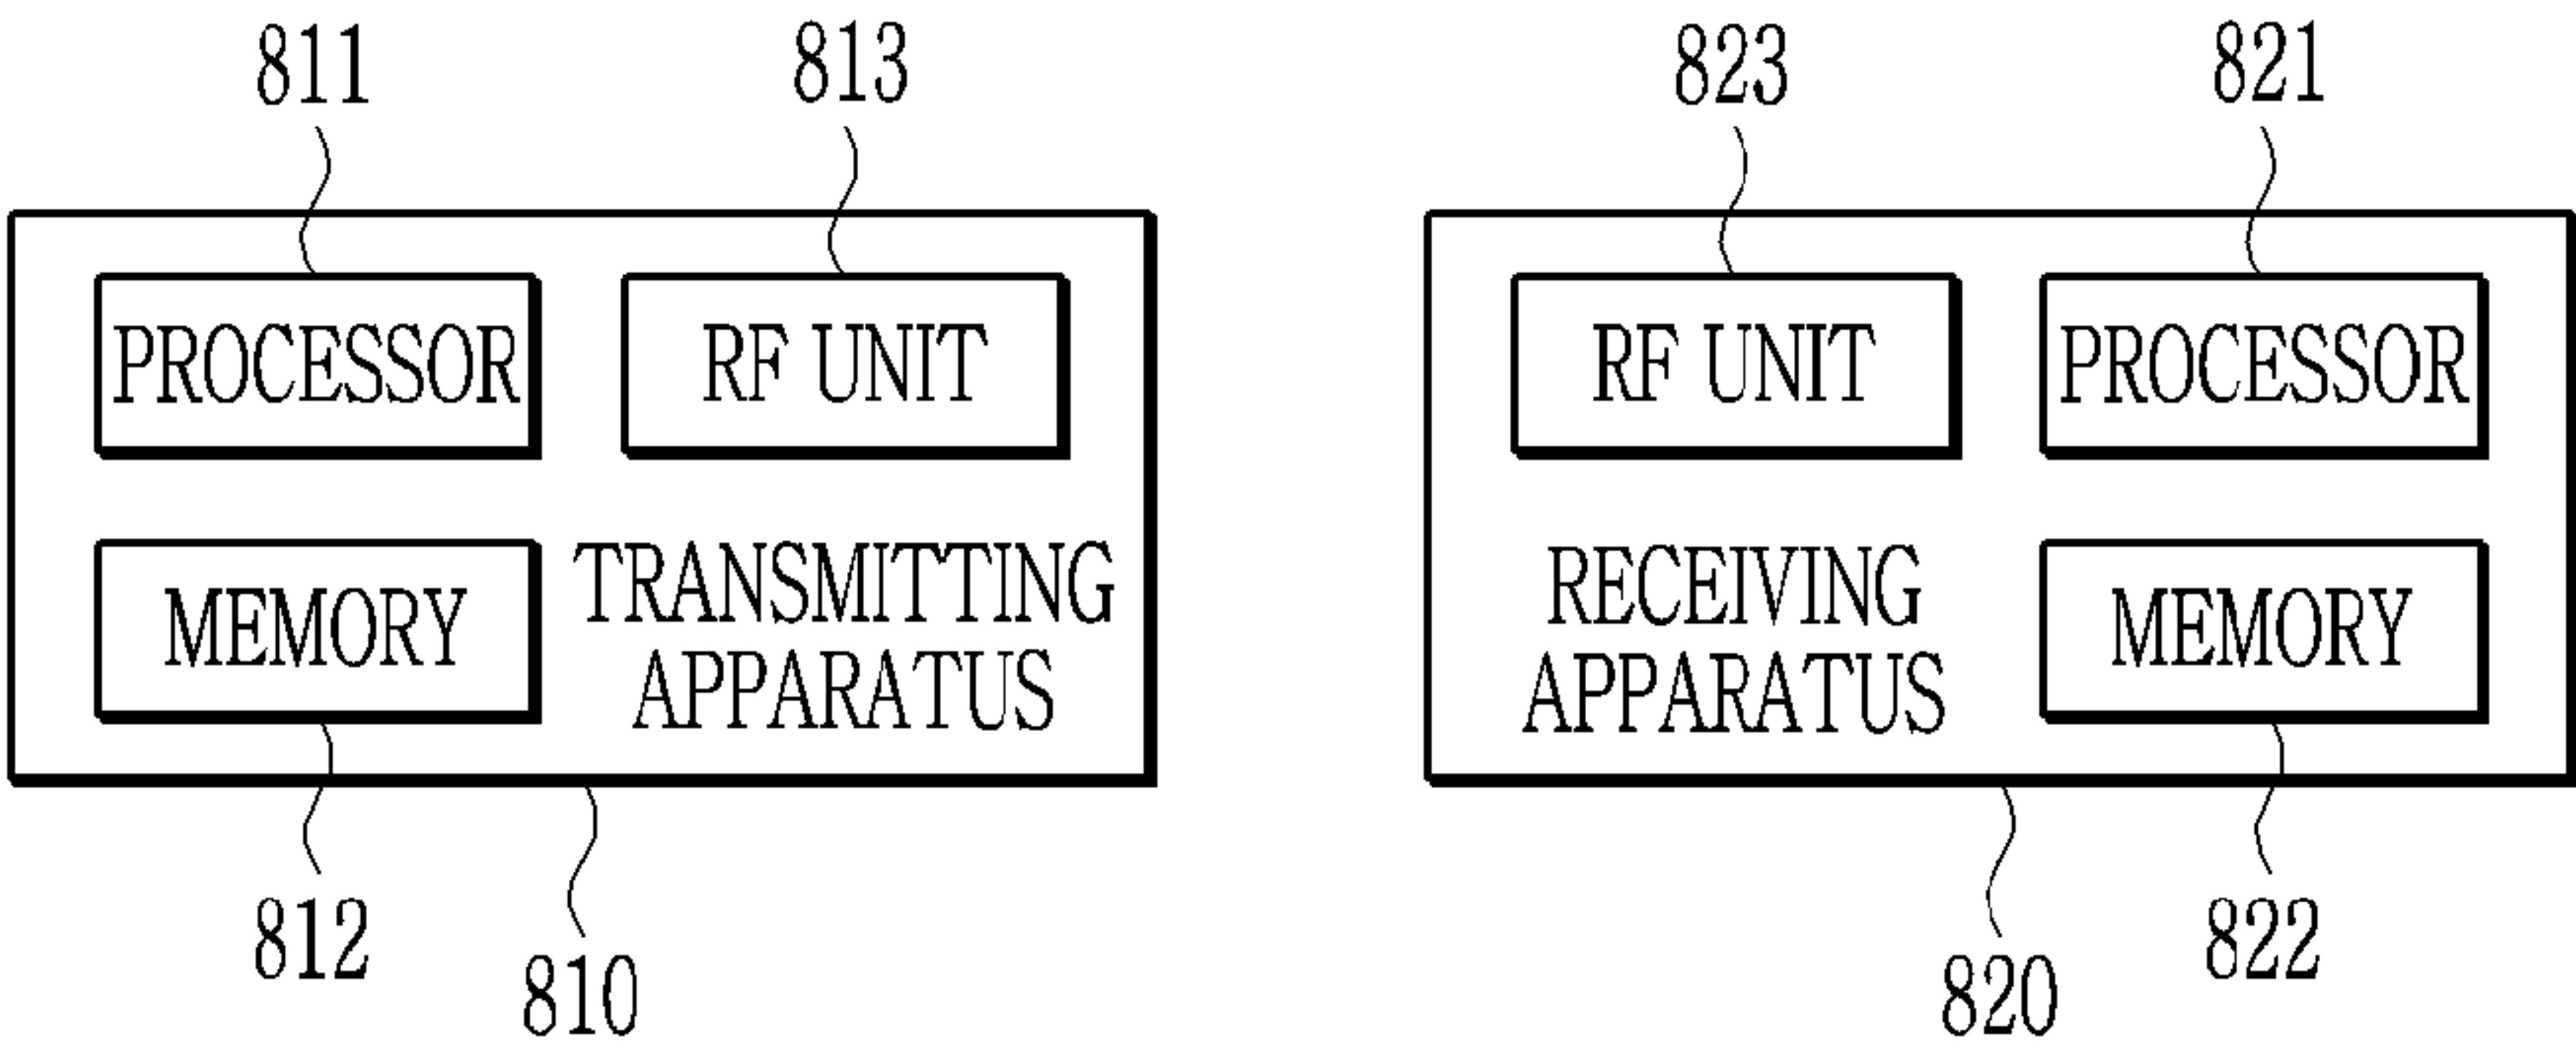 811
813
823
821
PROCESSOR
RF UNIT
RF UNIT
PROCESSOR
MEMORY
TRANSMITTING
APPARATUS
RECEIVING
APPARATUS
MEMORY
812
810
820
822